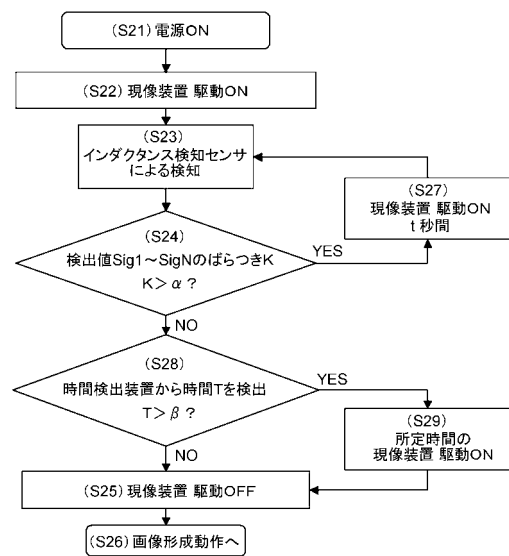 (S21) 電源ON
(S22) 現像装置 駆動ON
(S23)
インダクタンス検知センサ
による検知
(S27)
現像装置 駆動ON
t 秒間
(S24)
検出値Sig1～SigNのばらつきK
K＞α？
YES
NO
(S28)
時間検出装置から時間Tを検出
T＞β？
YES
(S29)
所定時間の
現像装置 駆動ON
NO
(S25) 現像装置 駆動OFF
(S26) 画像形成動作へ